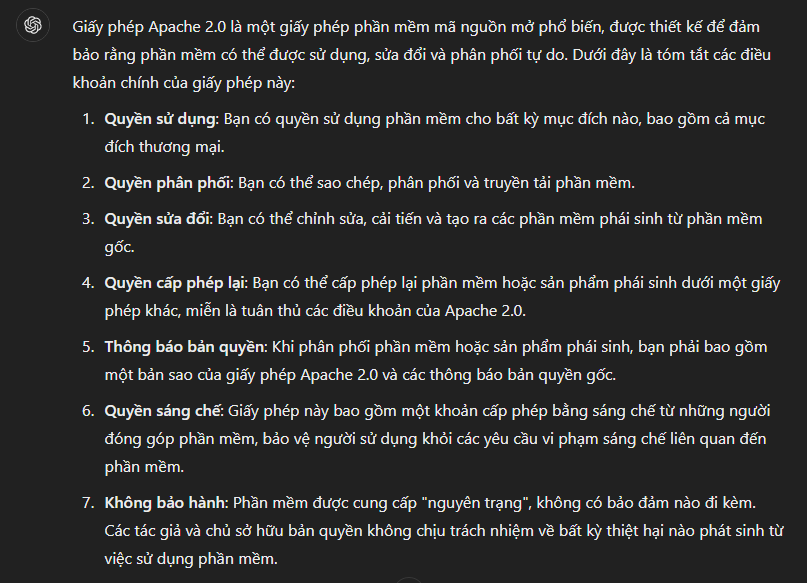 Giấy phép Apache 2.0 là một giấy phép phần mềm mã nguồn mở phổ biến, được thiết kế để đảm
bảo rằng phần mềm có thể được sử dụng, sửa đổi và phân phối tự do. Dưới đây là tóm tắt các điều
khoản chính của giấy phép này:
1. Quyền sử dụng: Bạn có quyền sử dụng phần mềm cho bất kỳ mục đích nào, bao gồm cả mục
đích thương mại.
2. Quyền phân phối: Bạn có thể sao chép, phân phối và truyền tải phần mềm.
3. Quyền sửa đổi: Bạn có thể chỉnh sửa, cải tiến và tạo ra các phần mềm phái sinh từ phần mềm
gốc.
4. Quyền cấp phép lại: Bạn có thể cấp phép lại phần mềm hoặc sản phẩm phái sinh dưới một giấy
phép khác, miễn là tuân thủ các điều khoản của Apache 2.0.
5. Thông báo bản quyền: Khi phân phối phần mềm hoặc sản phẩm phái sinh, bạn phải bao gồm
một bản sao của giấy phép Apache 2.0 và các thông báo bản quyền gốc.
6. Quyền sáng chế: Giấy phép này bao gồm một khoản cấp phép bằng sáng chế từ những người
đóng góp phần mềm, bảo vệ người sử dụng khỏi các yêu cầu vi phạm sáng chế liên quan đến
phần mềm.
7. Không bảo hành: Phần mềm được cung cấp "nguyên trạng", không có bảo đảm nào đi kèm.
Các tác giả và chủ sở hữu bản quyền không chịu trách nhiệm về bất kỳ thiệt hại nào phát sinh từ
việc sử dụng phần mềm.